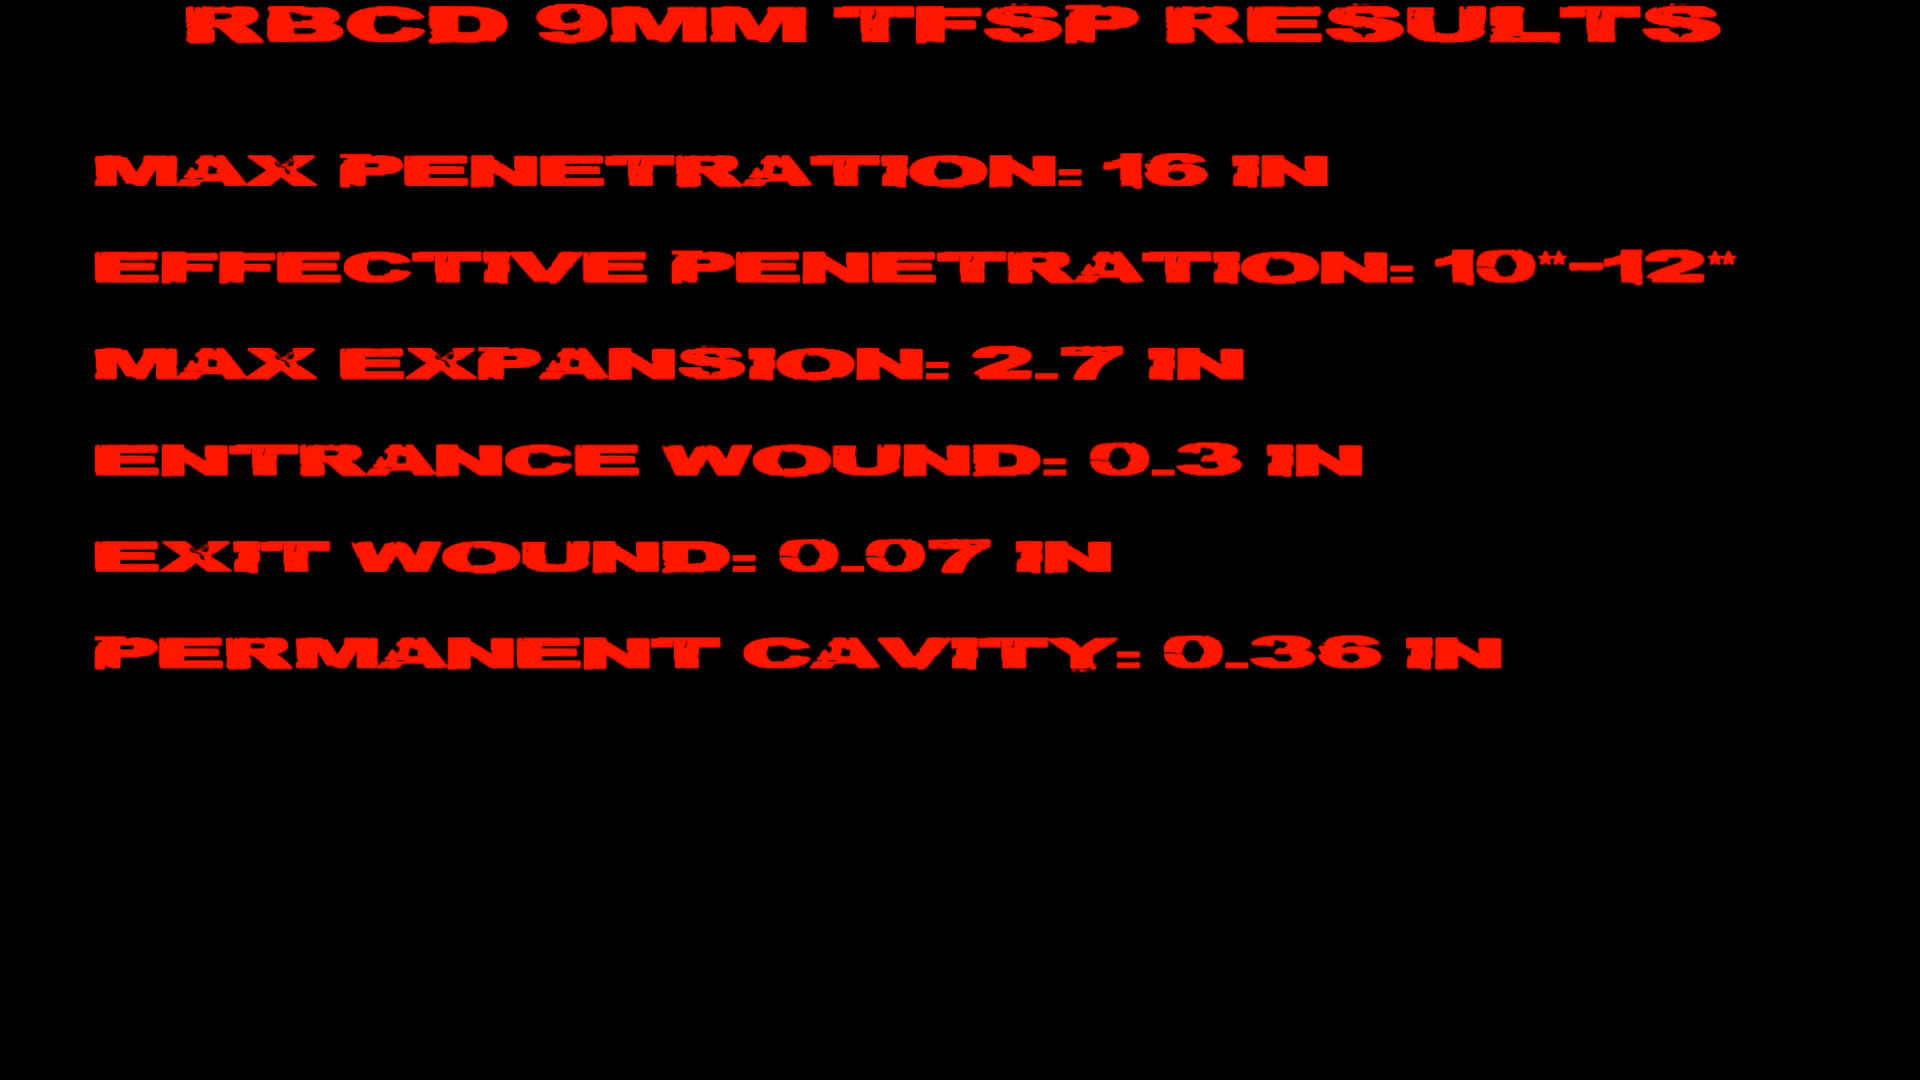 RBCD 9MM TFSP RESULTS
MAX PENETRATION: 16 IN
EFFECTIVE PENETRATION: 10"-12"
MAX EXPANSION: 2.7 IN
ENTRANCE WOUND: 0.3 IN
EXIT WOUND: 0.07 IN
PERMANENT CAVITY: 0.36 IN